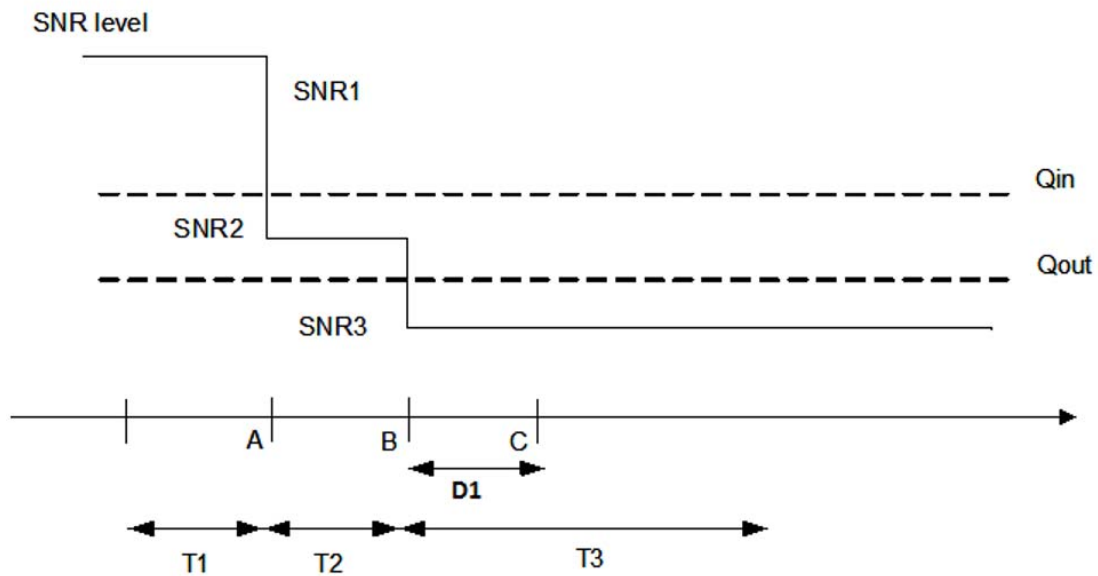 SNR level
SNR1
Qin
SNR2
Qout
SNR3
A B C
D1
T1 T2 T3